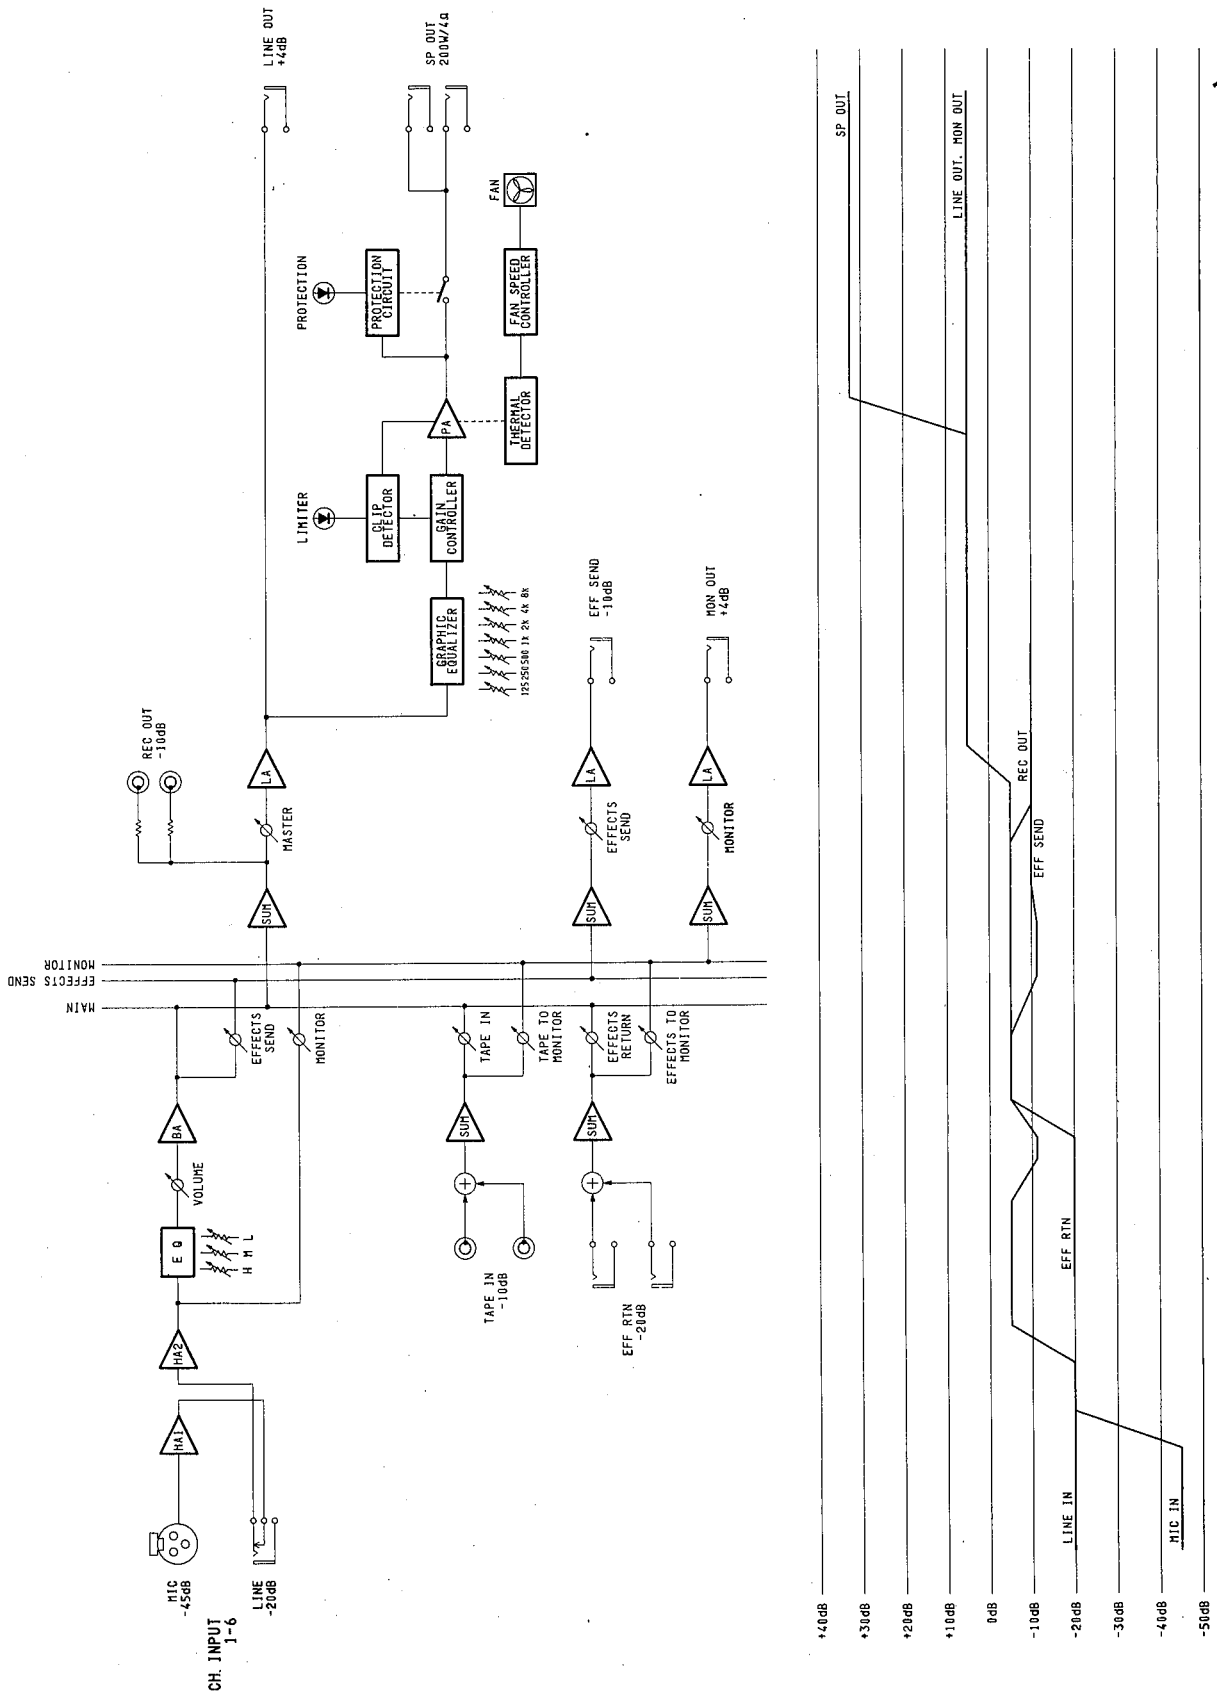 CH. INPUT
1-6
MIC
-45dB
LINE
-20dB
HA1
HA2
E Q
H M L
VOLUME
BA
EFFECTS
SEND
MONITOR
MAIN
EFFECTS SEND
MONITOR
SUM
MASTER
LA
REC OUT
-10dB
LINE OUT
+4dB
GRAPHIC
EQUALIZER
125 250 500 1k 2k 4k 8k
LIMITER
CLIP
DETECTOR
GAIN
CONTROLLER
PA
PROTECTION
PROTECTION
CIRCUIT
THERMAL
DETECTOR
FAN SPEED
CONTROLLER
FAN
SP OUT
200W/4Ω
TAPE IN
-10dB
SUM
TAPE IN
TAPE TO
MONITOR
EFF RTN
-20dB
SUM
EFFECTS
RETURN
EFFECTS TO
MONITOR
SUM
EFFECTS
SEND
LA
EFF SEND
-10dB
SUM
MONITOR
LA
MON OUT
+4dB
+40dB
+30dB
+20dB
+10dB
0dB
-10dB
-20dB
-30dB
-40dB
-50dB
LINE IN
MIC IN
EFF RTN
EFF SEND
REC OUT
SP OUT
LINE OUT. MON OUT